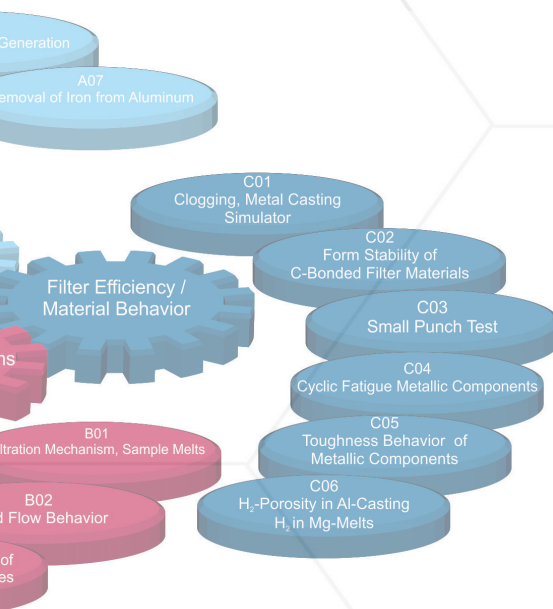 Generation
A07
emoval of Iron from Aluminum
C01
Clogging, Metal Casting
Simulator
C02
Form Stability of
C-Bonded Filter Materials
Filter Efficiency /
Material Behavior
C03
Small Punch Test
ns
C04
Cyclic Fatigue Metallic Components
C05
Toughness Behavior of
Metallic Components
B01
ltration Mechanism, Sample Melts
C06
H₂-Porosity in Al-Casting
H₂ in Mg-Melts
B02
d Flow Behavior
of
es